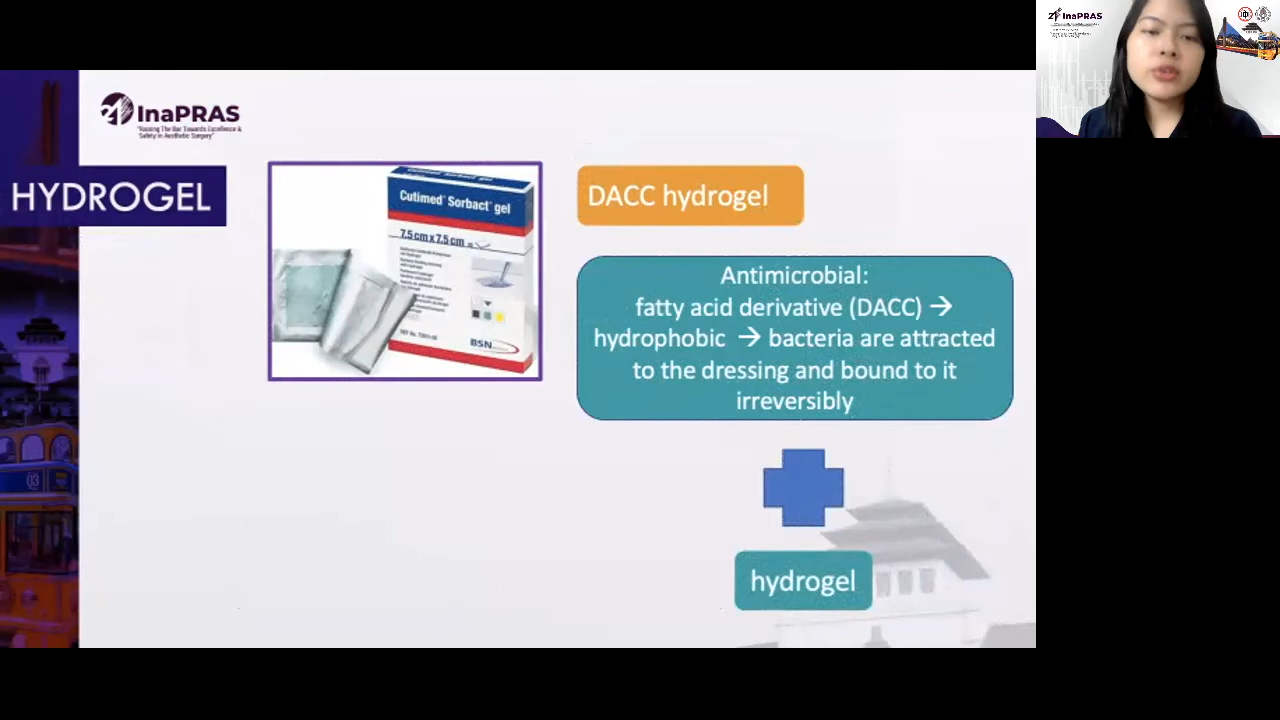 InaPRAS
"Raising The Bar Towards Excellence &
Safety in Aesthetic Surgery"
HYDROGEL
Cutimed® Sorbact® gel
7,5 cm x 7,5 cm
BSN
DACC hydrogel
Antimicrobial:
fatty acid derivative (DACC) →
hydrophobic → bacteria are attracted
to the dressing and bound to it
irreversibly
hydrogel
03
InaPRAS